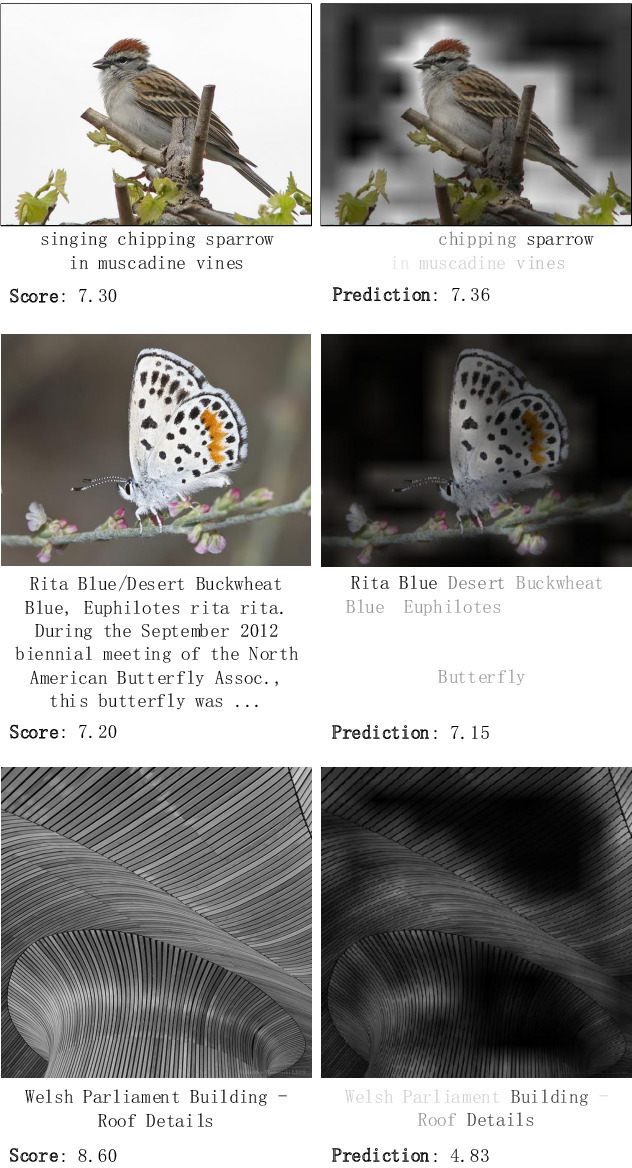 singing chipping sparrow
in muscadine vines
Score: 7.30
chipping sparrow
in muscadine vines
Prediction: 7.36
Rita Blue/Desert Buckwheat
Blue, Euphilotes rita rita.
During the September 2012
biennial meeting of the North
American Butterfly Assoc.,
this butterfly was ...
Score: 7.20
Rita Blue Desert Buckwheat
Blue Euphilotes
Butterfly
Prediction: 7.15
Welsh Parliament Building -
Roof Details
Score: 8.60
Welsh Parliament Building -
Roof Details
Prediction: 4.83